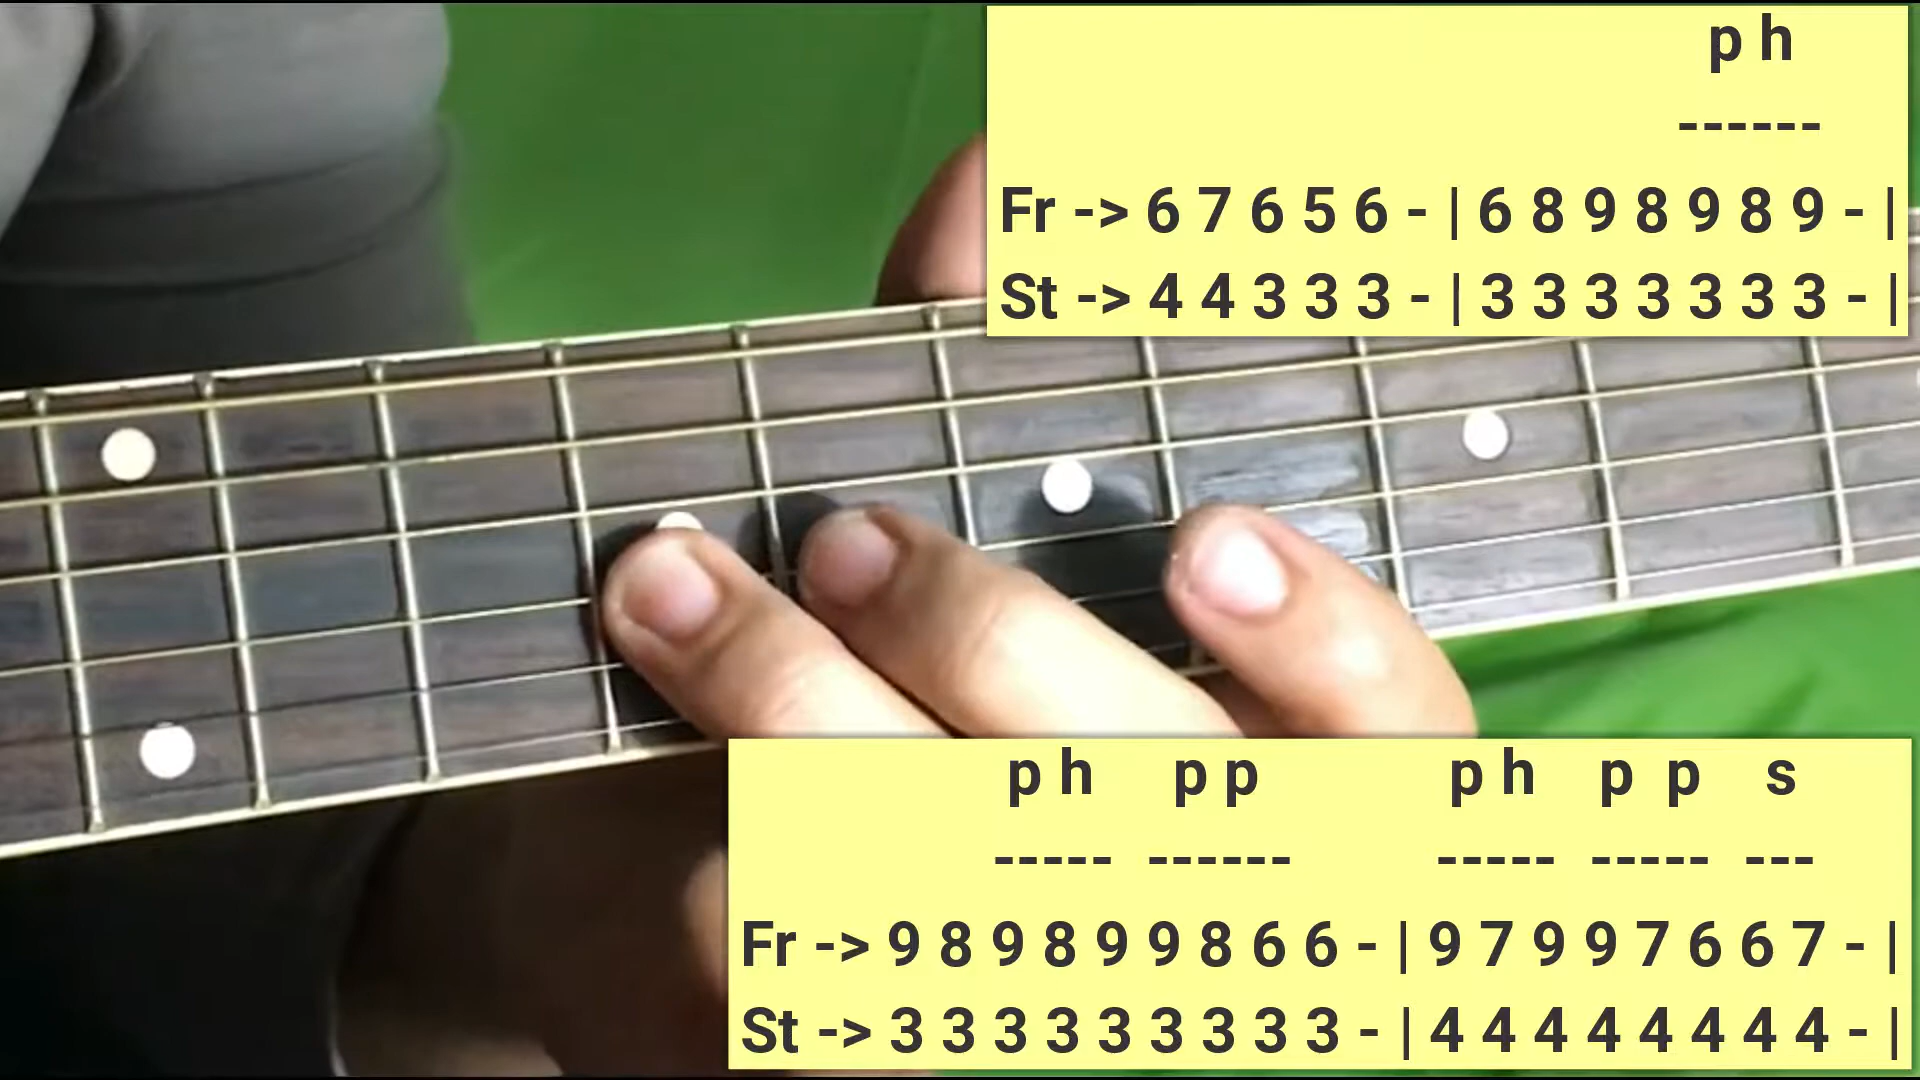 p h
------
Fr -> 6 7 6 5 6 - | 6 8 9 8 9 8 9 - |
St -> 4 4 3 3 3 - | 3 3 3 3 3 3 3 - |
p h p p p h p p s
----- ------ ----- ----- ---
Fr -> 9 8 9 8 9 9 8 6 6 - | 9 7 9 9 7 6 6 7 - |
St -> 3 3 3 3 3 3 3 3 3 - | 4 4 4 4 4 4 4 4 - |